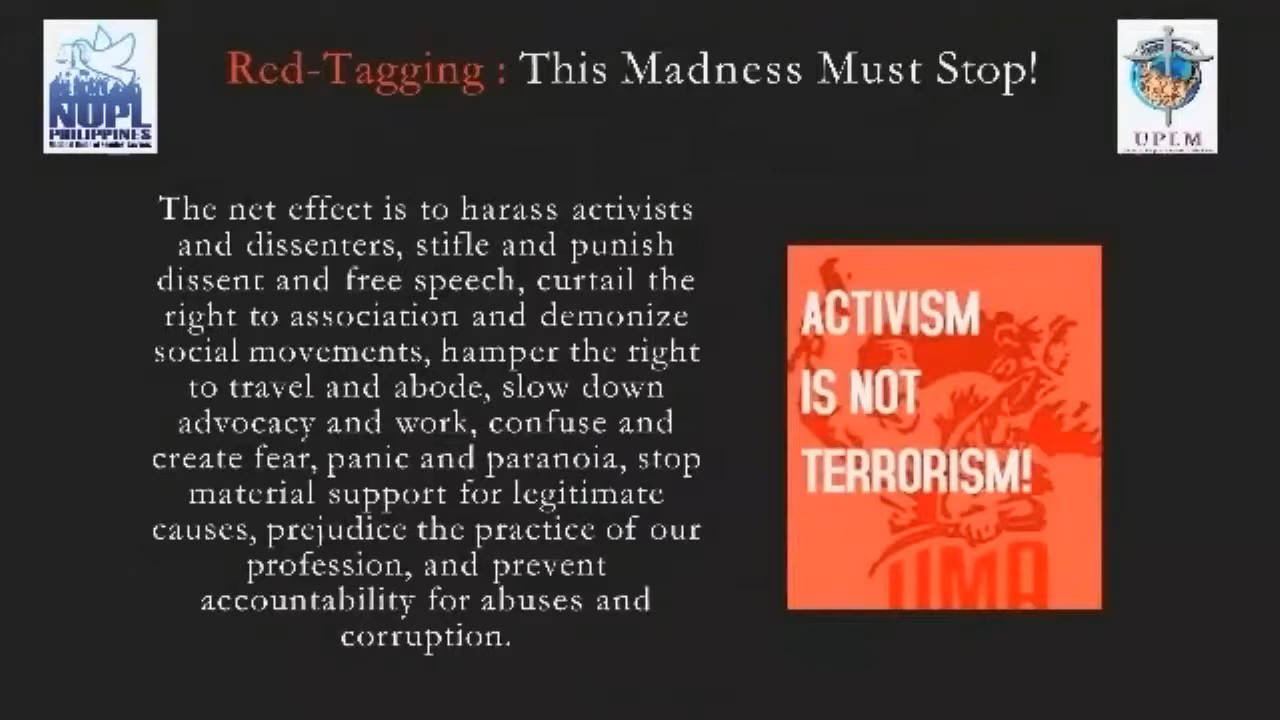 Red-Tagging : This Madness Must Stop!
NUPL
PHILIPPINES
UPLM
The net effect is to harass activists
and dissenters, stifle and punish
dissent and free speech, curtail the
right to association and demonize
social movements, hamper the right
to travel and abode, slow down
advocacy and work, confuse and
create fear, panic and paranoia, stop
material support for legitimate
causes, prejudice the practice of our
profession, and prevent
accountability for abuses and
corruption.
ACTIVISM
IS NOT
TERRORISM!
UMA